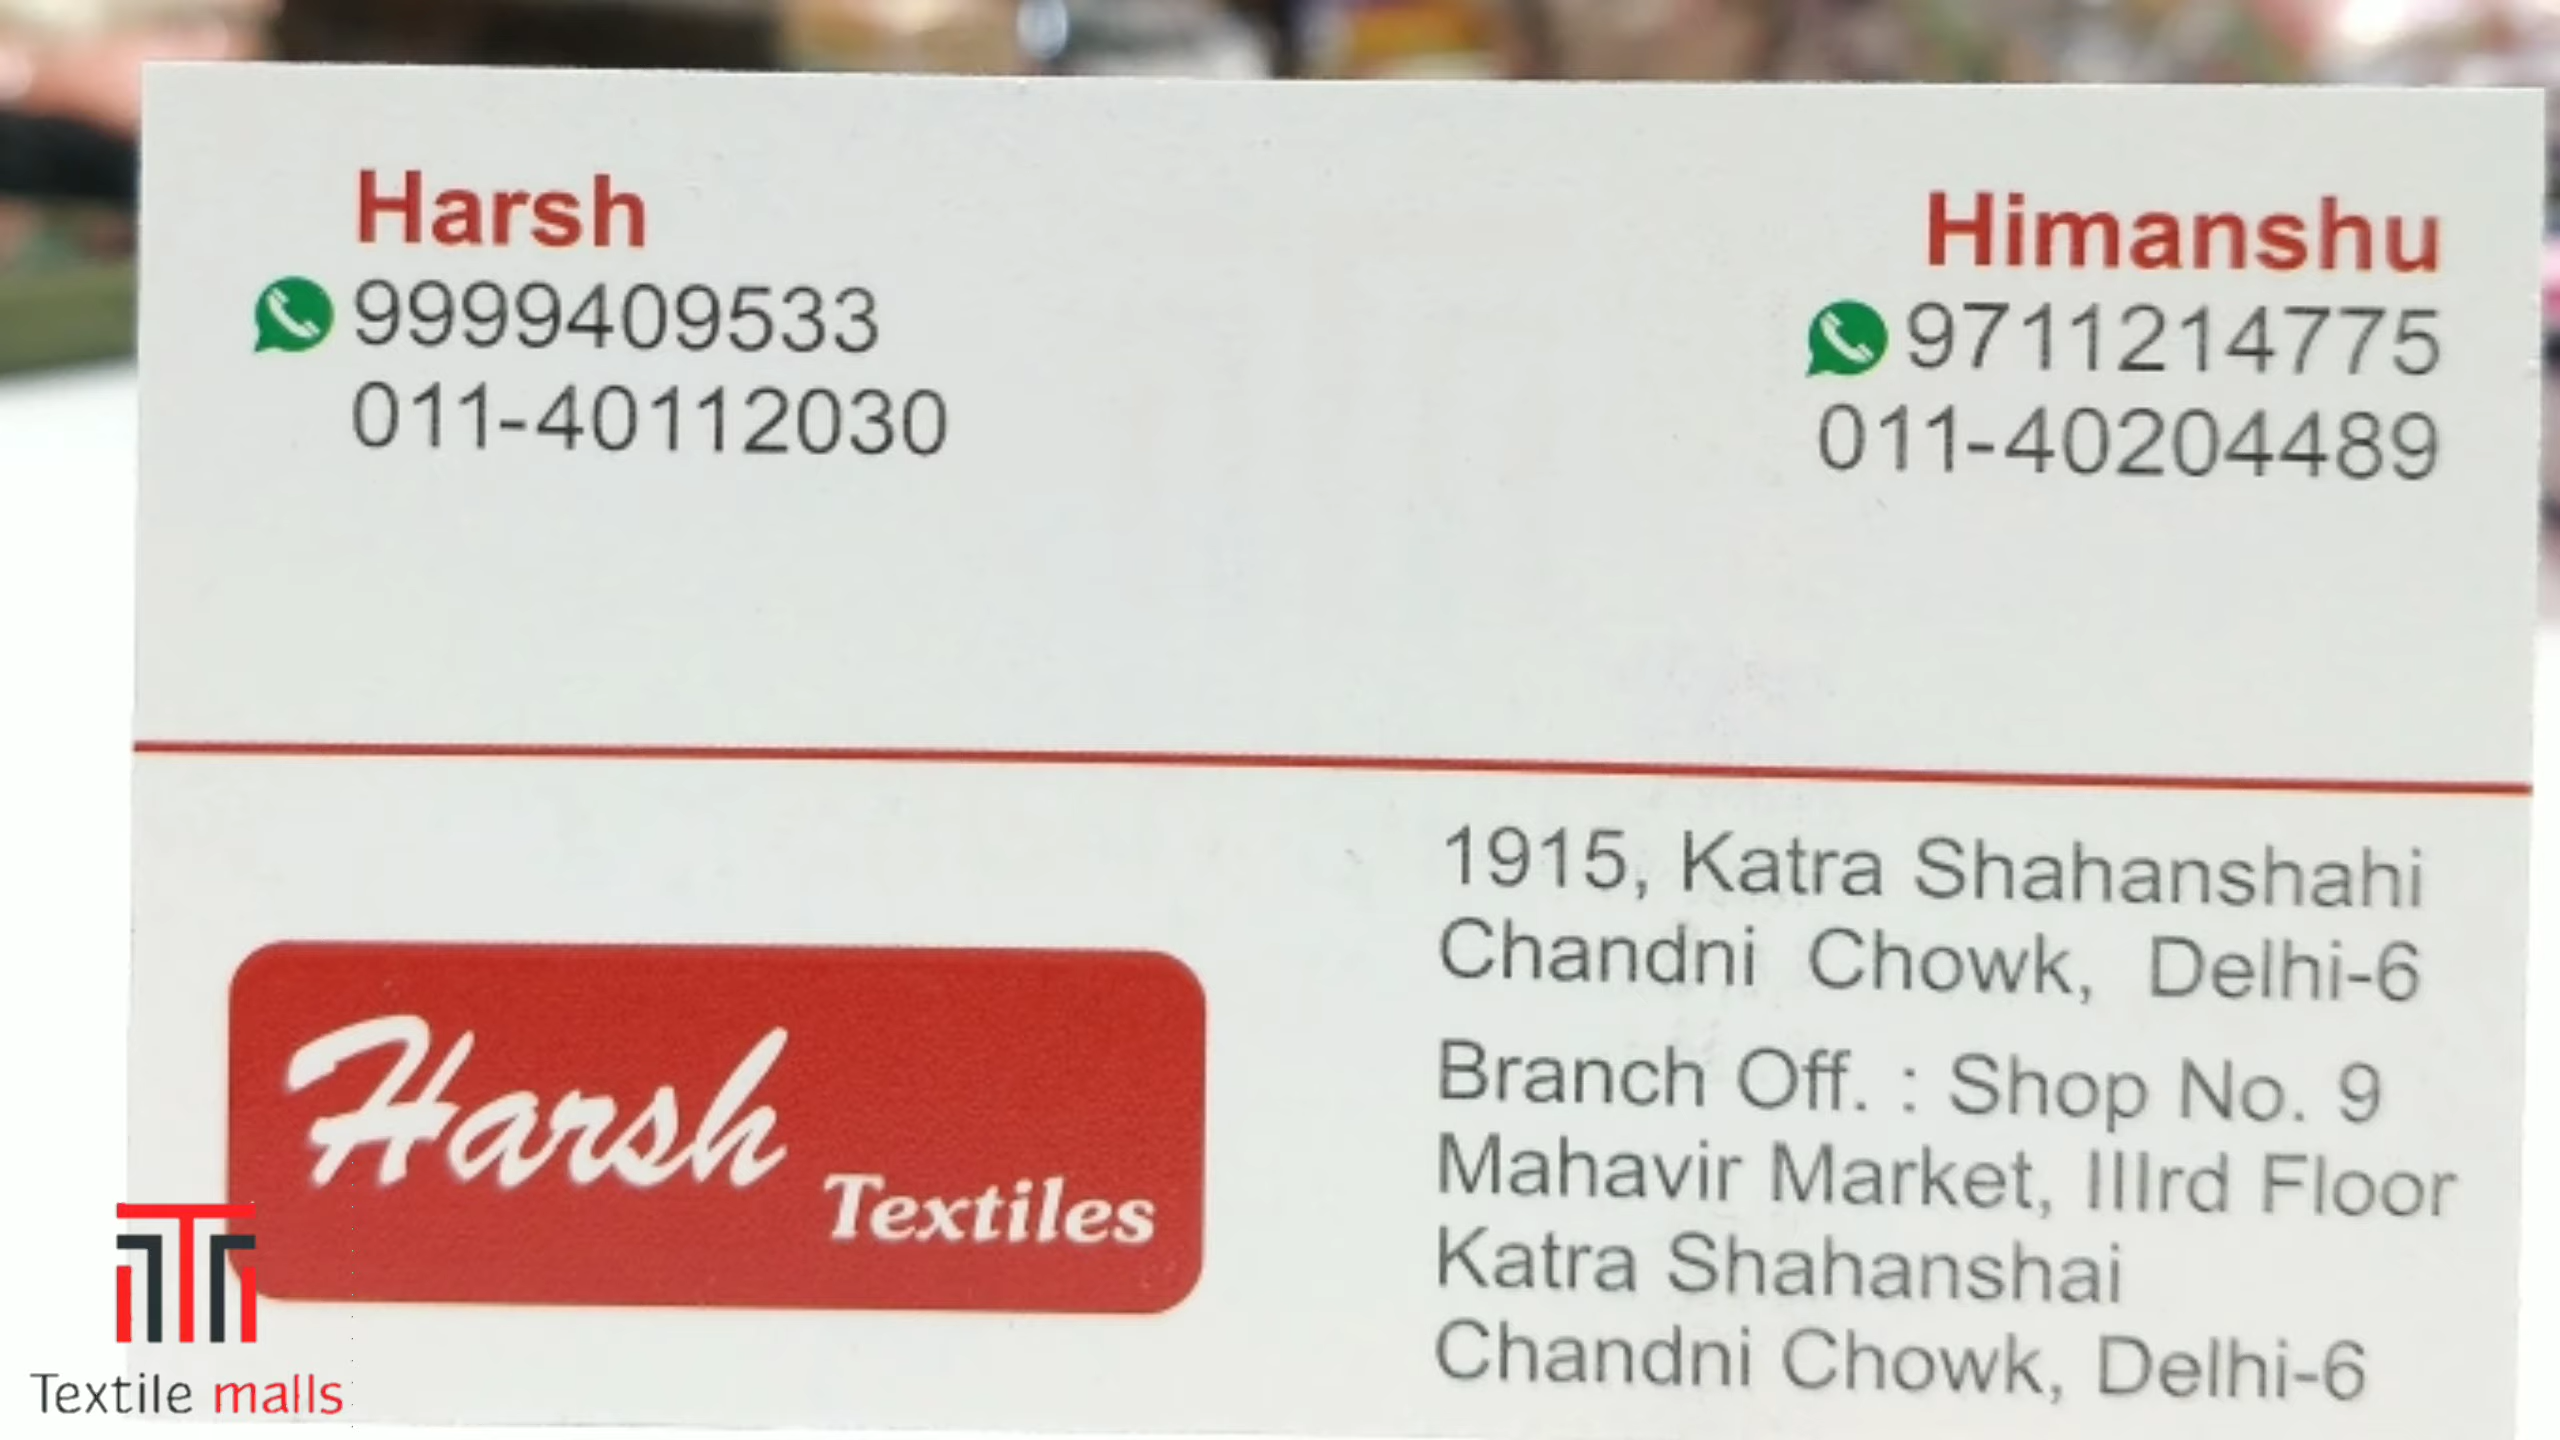 Harsh
9999409533
011-40112030
Himanshu
9711214775
011-40204489
Harsh
Textiles
1915, Katra Shahanshahi
Chandni Chowk, Delhi-6
Branch Off. : Shop No. 9
Mahavir Market, IIIrd Floor
Katra Shahanshai
Chandni Chowk, Delhi-6
Textile malls